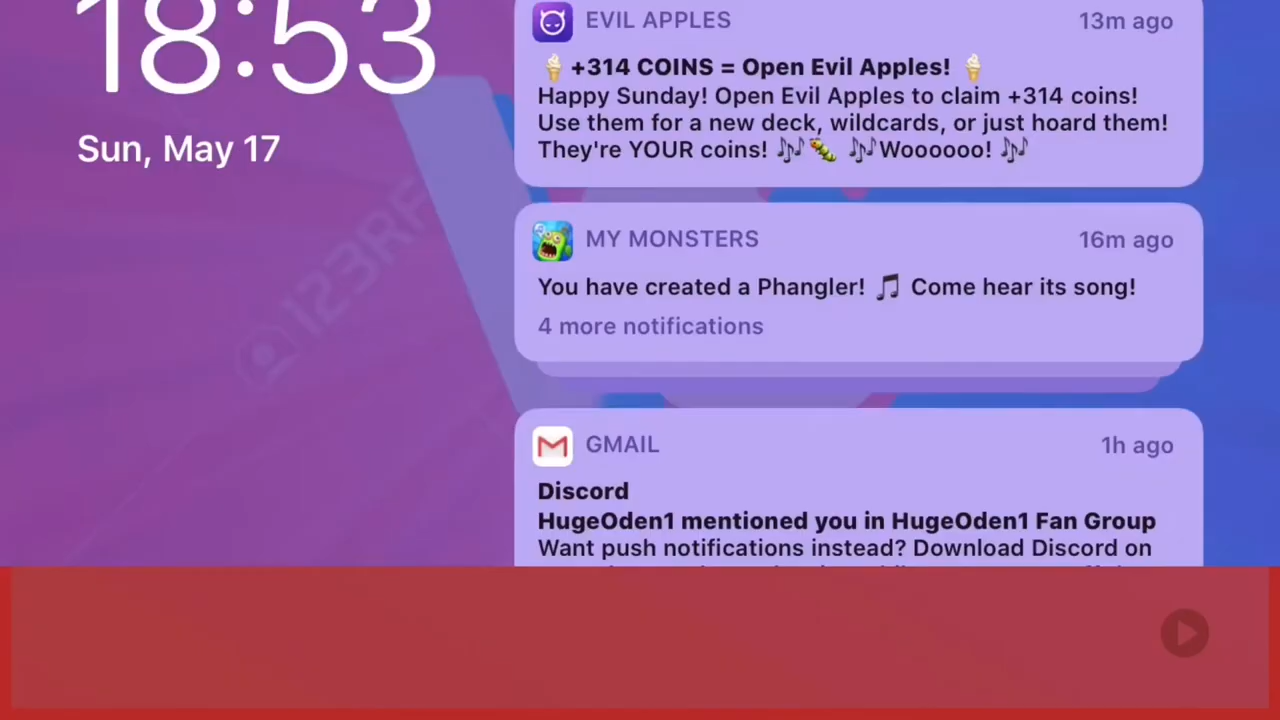 18:53
Sun, May 17
123RF
EVIL APPLES
13m ago
🍦 +314 COINS = Open Evil Apples! 🍦
Happy Sunday! Open Evil Apples to claim +314 coins!
Use them for a new deck, wildcards, or just hoard them!
They're YOUR coins! 🎶🐛 🎶Woooooo! 🎶
MY MONSTERS
16m ago
You have created a Phangler! 🎵 Come hear its song!
4 more notifications
GMAIL
1h ago
Discord
HugeOden1 mentioned you in HugeOden1 Fan Group
Want push notifications instead? Download Discord on